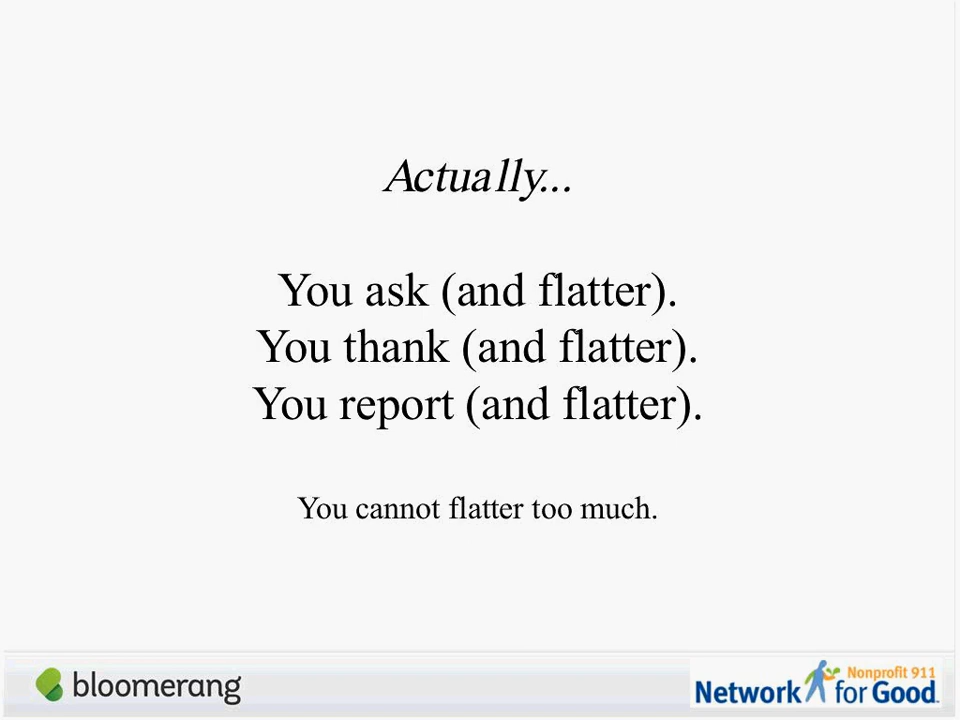 Actually...
You ask (and flatter).
You thank (and flatter).
You report (and flatter).
You cannot flatter too much.
bloomerang
Nonprofit 911
Network for Good